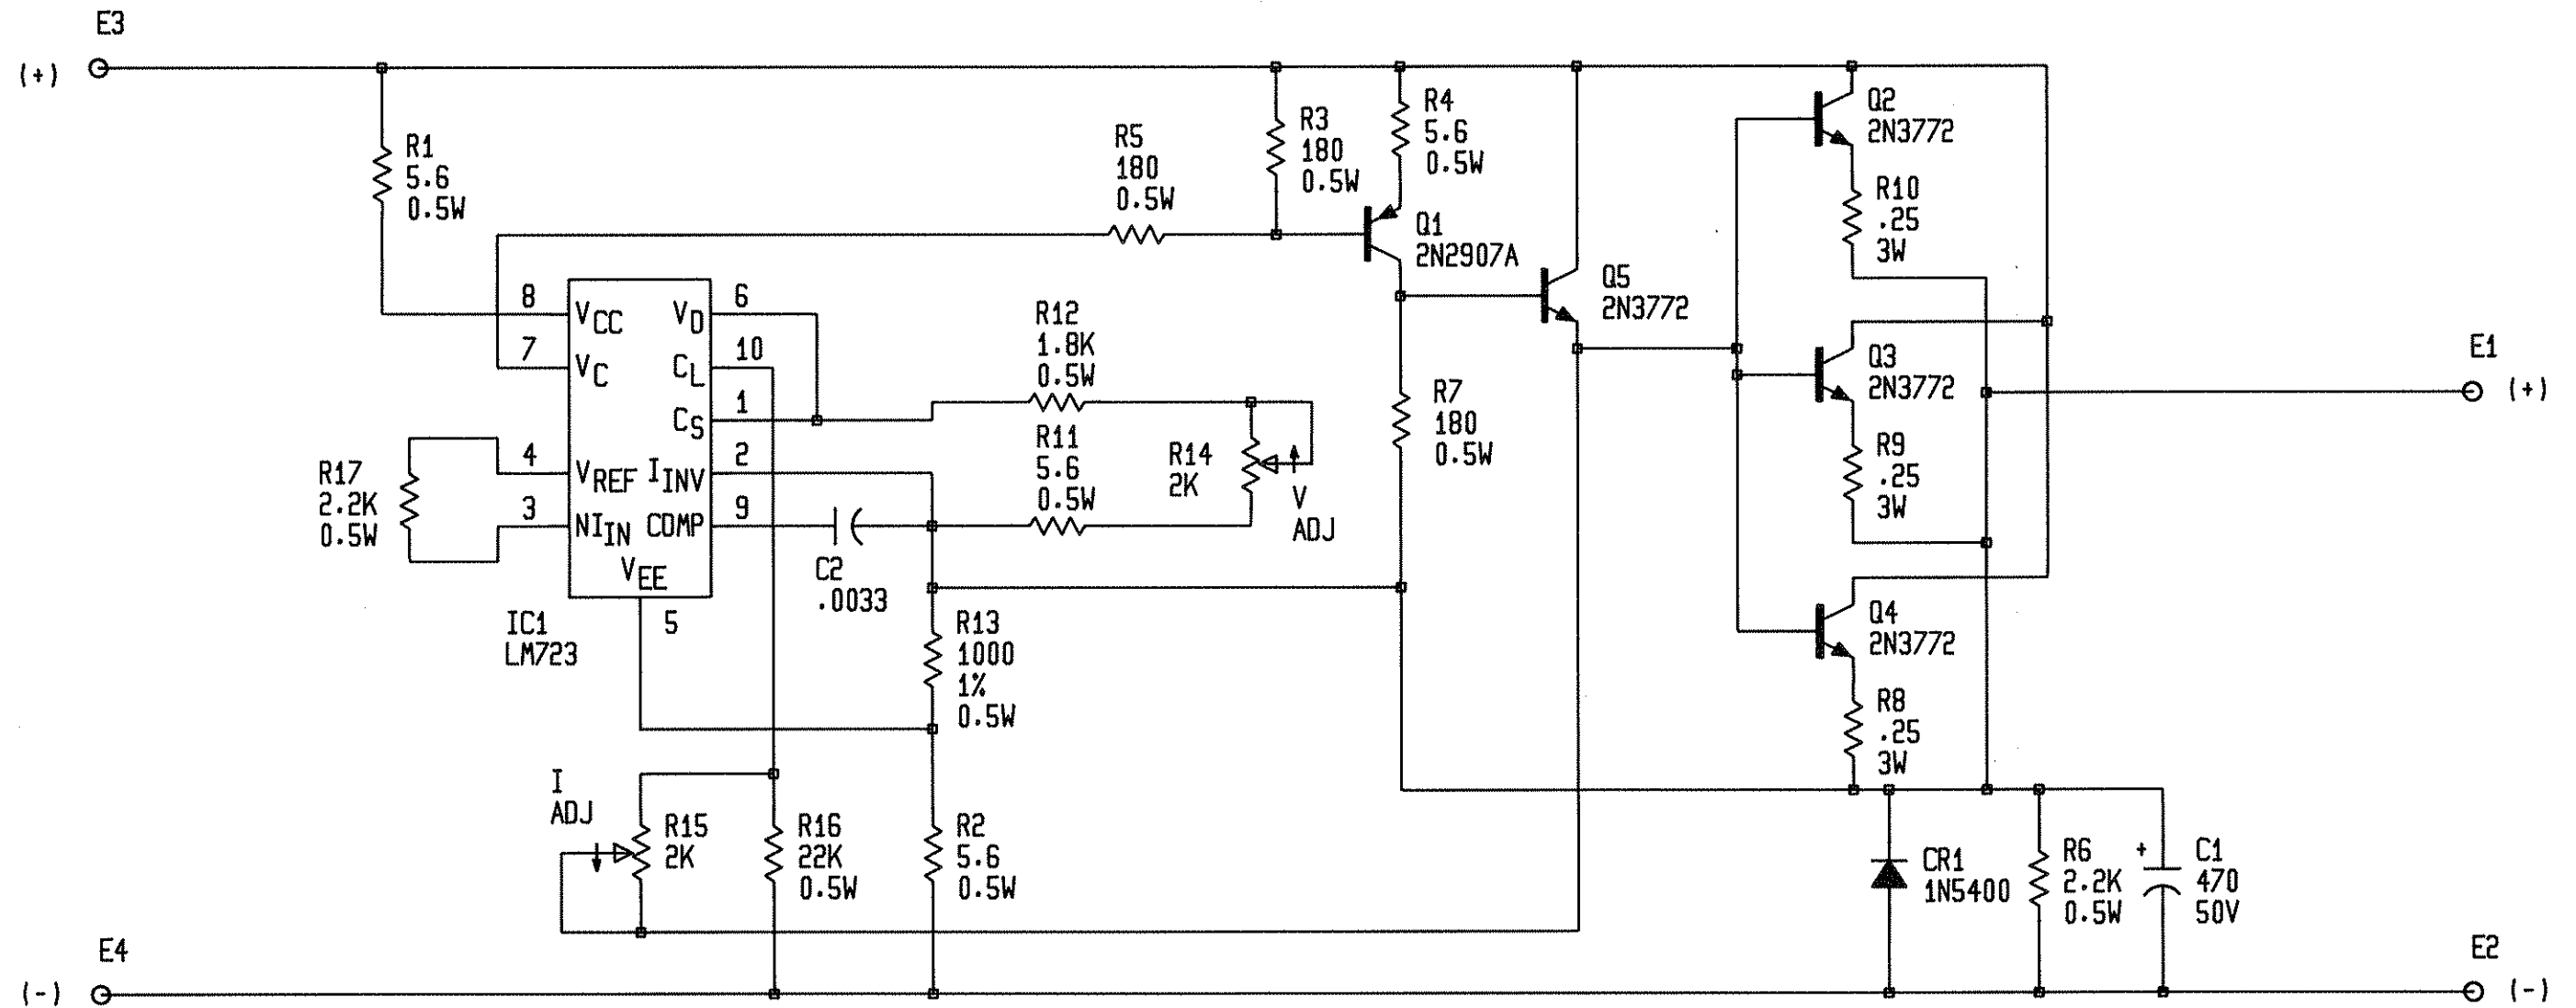 E3
(+)
R1
5.6
0.5W
R5
180
0.5W
R3
180
0.5W
R4
5.6
0.5W
Q1
2N2907A
Q5
2N3772
Q2
2N3772
R10
.25
3W
Q3
2N3772
R9
.25
3W
Q4
2N3772
R8
.25
3W
E1
(+)
8
VCC
VD
6
7
VC
CL
10
CS
1
4
VREF
IINV
2
3
NIIN
COMP
9
VEE
5
IC1
LM723
R17
2.2K
0.5W
R12
1.8K
0.5W
R11
5.6
0.5W
R14
2K
V
ADJ
R7
180
0.5W
C2
.0033
R13
1000
1%
0.5W
I
ADJ
R15
2K
R16
22K
0.5W
R2
5.6
0.5W
CR1
1N5400
R6
2.2K
0.5W
+
C1
470
50V
E4
(-)
E2
(-)